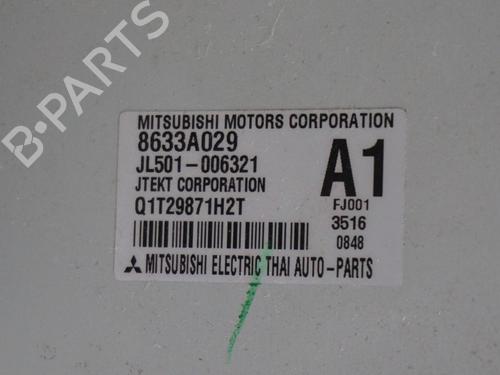 B-PARTS
MITSUBISHI MOTORS CORPORATION
8633A029
JL501-006321
JTEKT CORPORATION
Q1T29871H2T
A1
FJ001
3516
0848
MITSUBISHI ELECTRIC THAI AUTO-PARTS